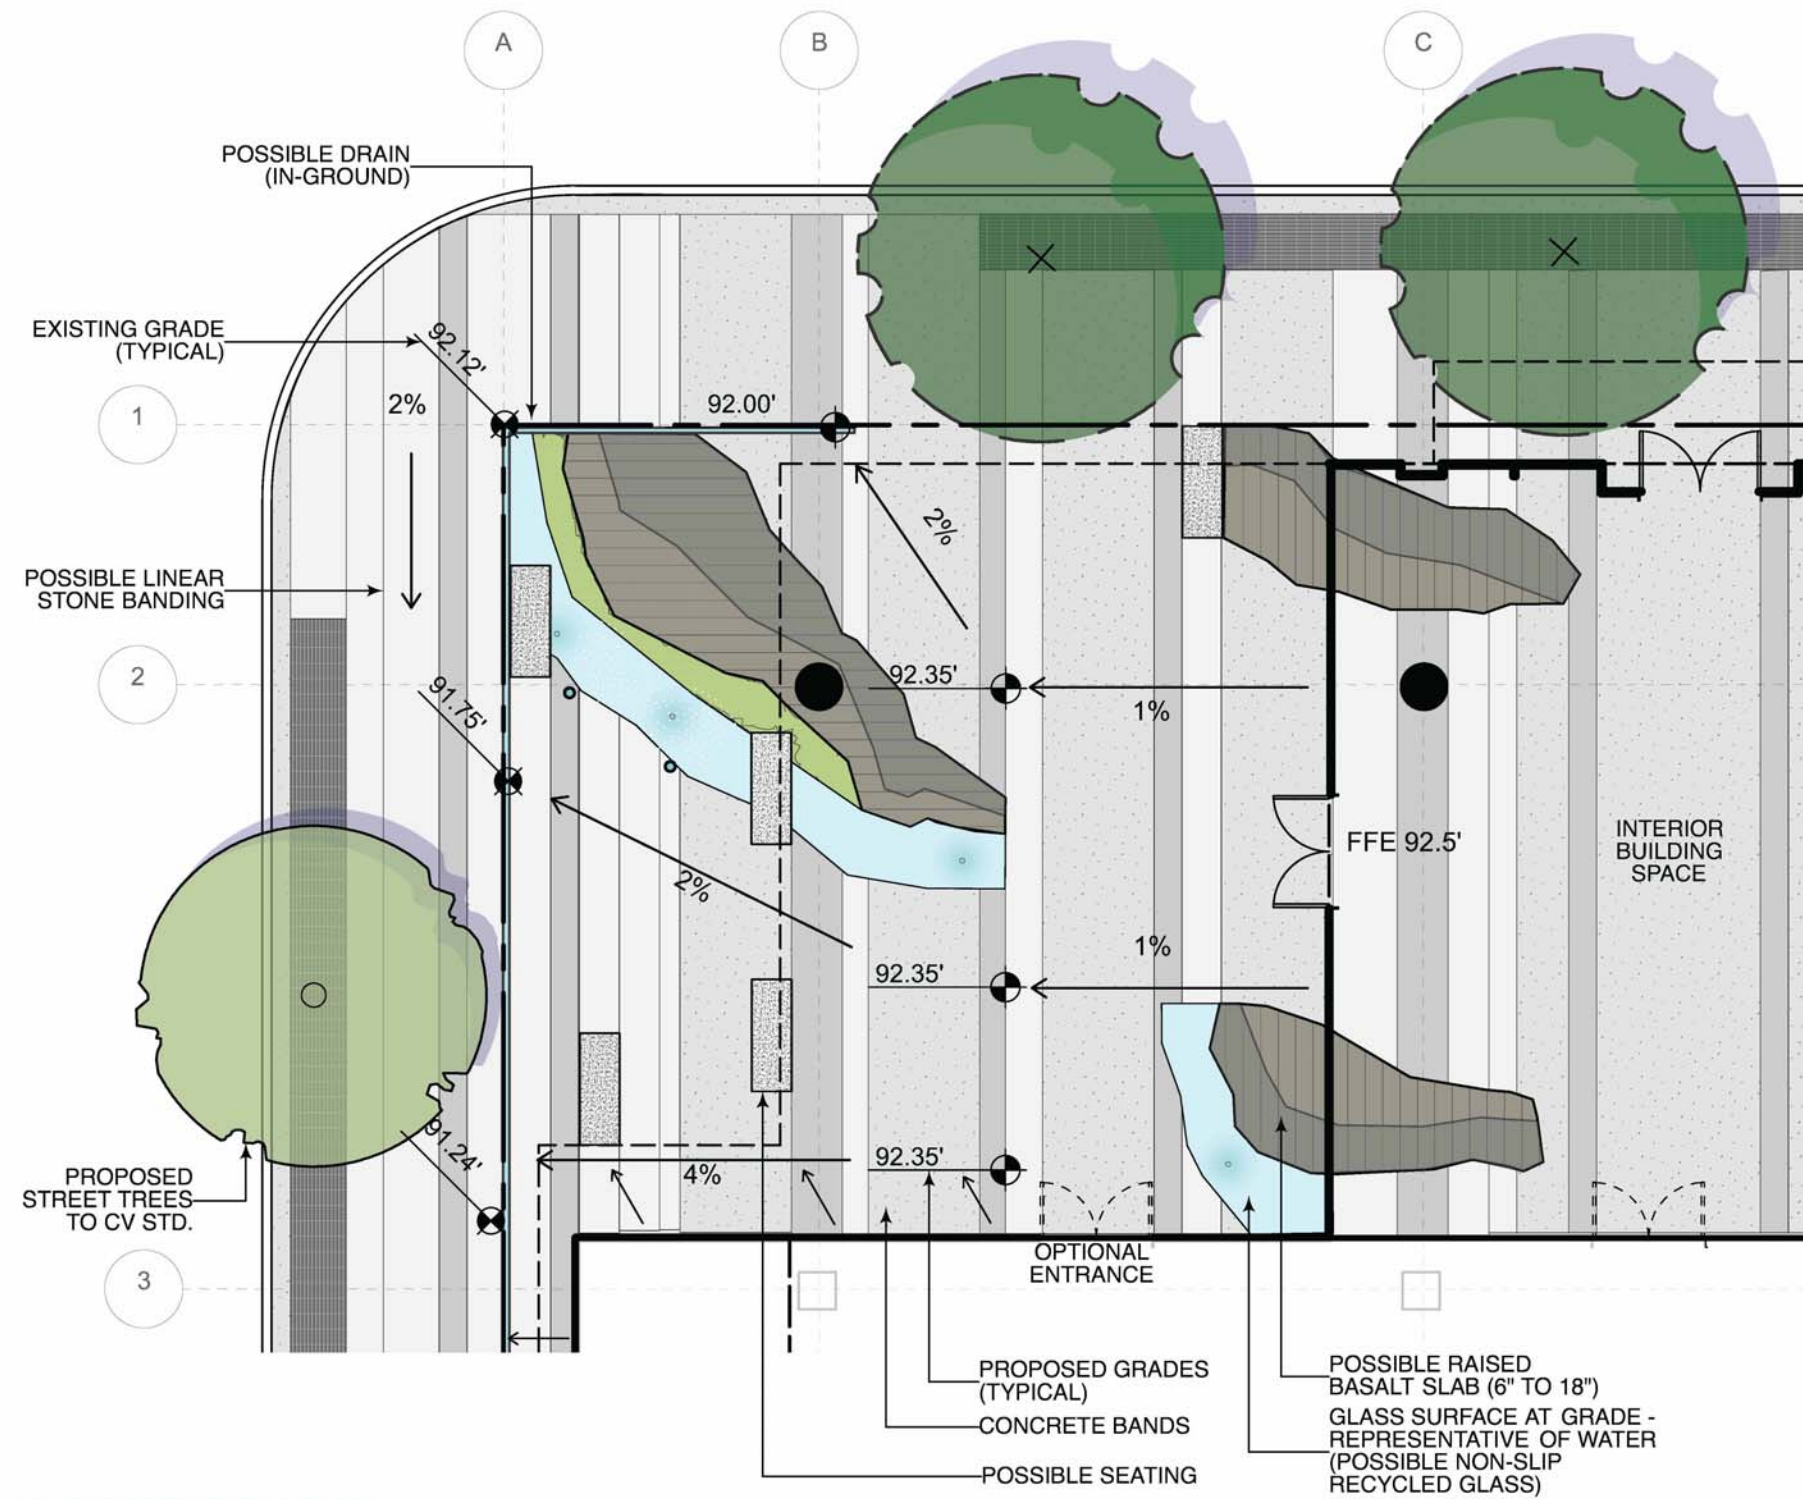 A
B
C
POSSIBLE DRAIN
(IN-GROUND)
EXISTING GRADE
(TYPICAL)
92.12'
1
2%
92.00'
2%
POSSIBLE LINEAR
STONE BANDING
2
91.75'
92.35'
1%
FFE 92.5'
INTERIOR
BUILDING
SPACE
2%
1%
92.35'
91.24'
92.35'
4%
PROPOSED
STREET TREES
TO CV STD.
OPTIONAL
ENTRANCE
3
PROPOSED GRADES
(TYPICAL)
CONCRETE BANDS
POSSIBLE SEATING
POSSIBLE RAISED
BASALT SLAB (6" TO 18")
GLASS SURFACE AT GRADE -
REPRESENTATIVE OF WATER
(POSSIBLE NON-SLIP
RECYCLED GLASS)